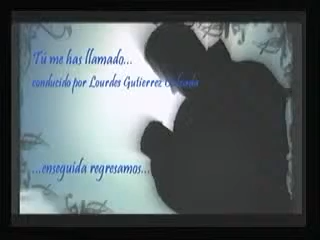 Tú me has llamado...
conducido por Lourdes Gutierrez
...enseguida regresamos...